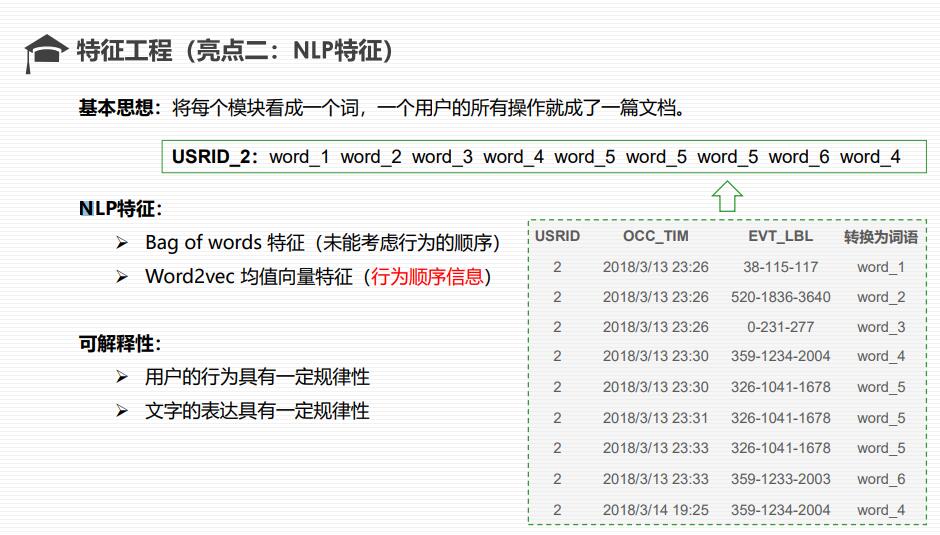 特征工程（亮点二：NLP特征）
基本思想：将每个模块看成一个词，一个用户的所有操作就成了一篇文档。
USRID_2：word_1 word_2 word_3 word_4 word_5 word_5 word_5 word_6 word_4
NLP特征：
➢ Bag of words 特征（未能考虑行为的顺序）
➢ Word2vec 均值向量特征（行为顺序信息）
可解释性：
➢ 用户的行为具有一定规律性
➢ 文字的表达具有一定规律性
USRID OCC_TIM EVT_LBL 转换为词语
2 2018/3/13 23:26 38-115-117 word_1
2 2018/3/13 23:26 520-1836-3640 word_2
2 2018/3/13 23:26 0-231-277 word_3
2 2018/3/13 23:30 359-1234-2004 word_4
2 2018/3/13 23:30 326-1041-1678 word_5
2 2018/3/13 23:31 326-1041-1678 word_5
2 2018/3/13 23:33 326-1041-1678 word_5
2 2018/3/13 23:33 359-1233-2003 word_6
2 2018/3/14 19:25 359-1234-2004 word_4